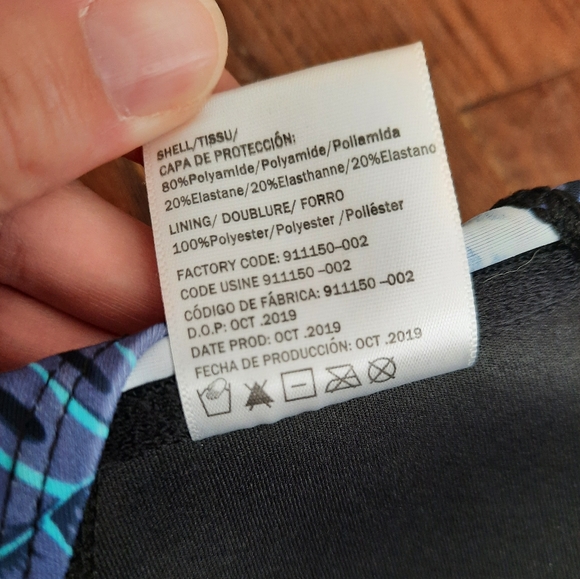 SHELL/TISSU/
CAPA DE PROTECCIÓN:
80%Polyamide/Polyamide/Poliamida
20%Elastane/20%Elasthanne/20%Elastano
LINING/ DOUBLURE/ FORRO
100%Polyester/Polyester /Poliéster
FACTORY CODE: 911150-002
CODE USINE 911150 -002
CÓDIGO DE FÁBRICA: 911150 -002
D.O.P: OCT .2019
DATE PROD: OCT .2019
FECHA DE PRODUCCIÓN: OCT .2019